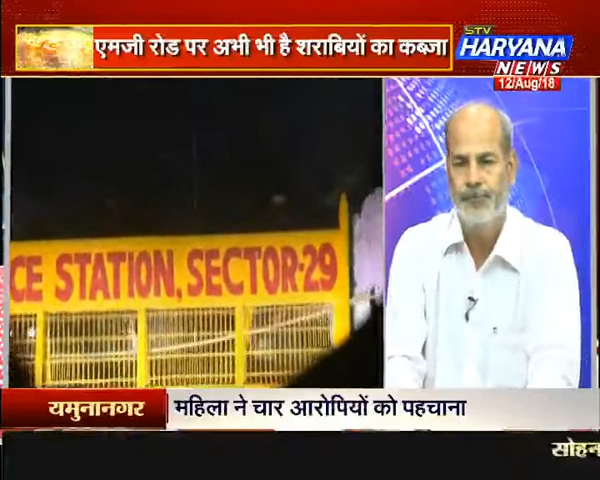 एमजी रोड पर अभी भी है शराबियों का कब्ज़ा
STV
HARYANA
NEWS
12/Aug/18
CE STATION, SECTOR-29
यमुनानगर
महिला ने चार आरोपियों को पहचाना
सोहन